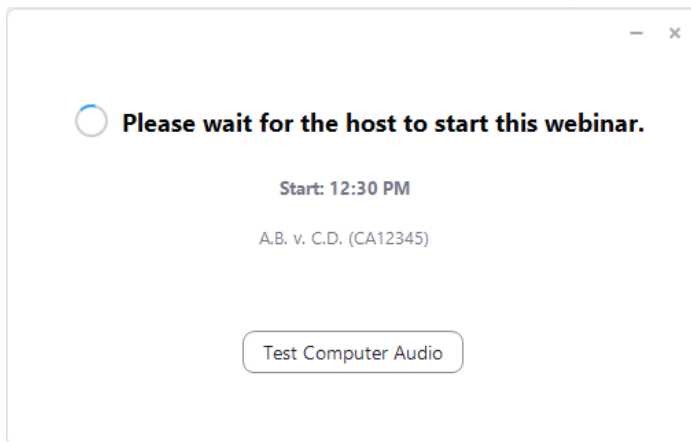 Please wait for the host to start this webinar.
Start: 12:30 PM
A.B. v. C.D. (CA12345)
Test Computer Audio